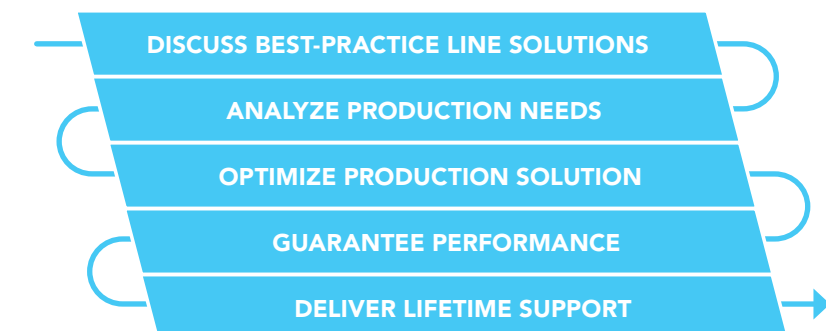 DISCUSS BEST-PRACTICE LINE SOLUTIONS
ANALYZE PRODUCTION NEEDS
OPTIMIZE PRODUCTION SOLUTION
GUARANTEE PERFORMANCE
DELIVER LIFETIME SUPPORT